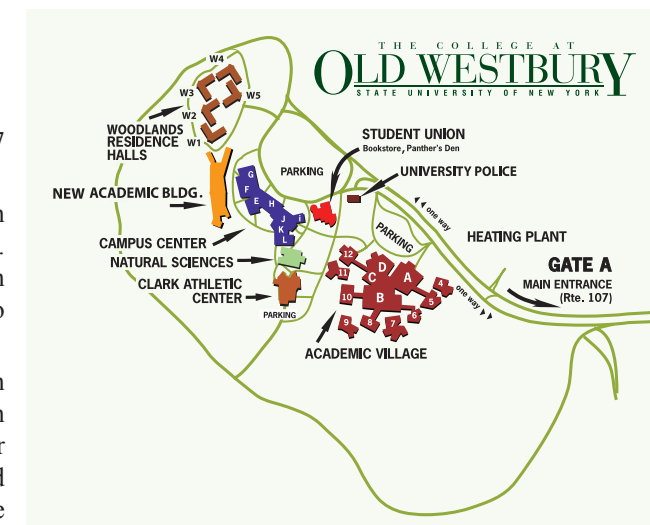 THE COLLEGE AT
OLD WESTBURY
STATE UNIVERSITY OF NEW YORK
W4
W3
W5
W2
W1
WOODLANDS
RESIDENCE
HALLS
STUDENT UNION
Bookstore, Panther's Den
UNIVERSITY POLICE
PARKING
NEW ACADEMIC BLDG.
G
F
E
H
I
J
K
L
CAMPUS CENTER
NATURAL SCIENCES
CLARK ATHLETIC
CENTER
PARKING
one way
PARKING
HEATING PLANT
GATE A
MAIN ENTRANCE
(Rte. 107)
one way
12
11
D
C
A
10
B
4
5
6
9
8
7
ACADEMIC VILLAGE
7
n
.
n
o
n
n
r
d
e